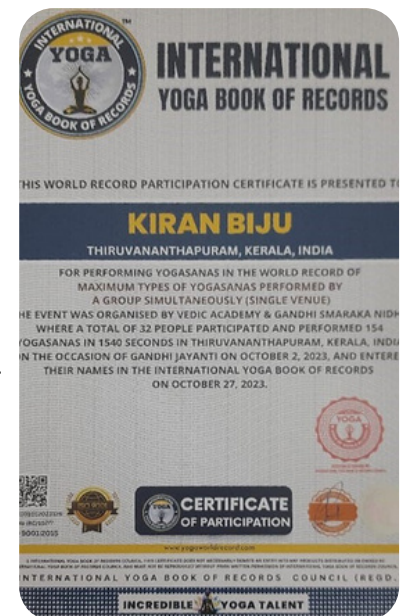 INTERNATIONAL
YOGA
YOGA BOOK OF RECORDS
TM
INTERNATIONAL
YOGA BOOK OF RECORDS
THIS WORLD RECORD PARTICIPATION CERTIFICATE IS PRESENTED TO
KIRAN BIJU
THIRUVANANTHAPURAM, KERALA, INDIA
FOR PERFORMING YOGASANAS IN THE WORLD RECORD OF
MAXIMUM TYPES OF YOGASANAS PERFORMED BY
A GROUP SIMULTANEOUSLY (SINGLE VENUE)
HE EVENT WAS ORGANISED BY VEDIC ACADEMY & GANDHI SMARAKA NIDH
WHERE A TOTAL OF 32 PEOPLE PARTICIPATED AND PERFORMED 154
YOGASANAS IN 1540 SECONDS IN THIRUVANANTHAPURAM, KERALA, INDIA
ON THE OCCASION OF GANDHI JAYANTI ON OCTOBER 2, 2023, AND ENTERE
THEIR NAMES IN THE INTERNATIONAL YOGA BOOK OF RECORDS
ON OCTOBER 27, 2023.
YOGA
9001:2015
CERTIFICATE
OF PARTICIPATION
www.yogaworldrecord.com
INTERNATIONAL YOGA BOOK OF RECORDS COUNCIL (REGD.
INCREDIBLE YOGA TALENT